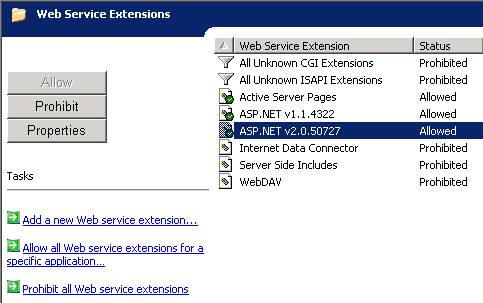 Web Service Extensions
Allow
Prohibit
Properties
Tasks
Add a new Web service extension...
Allow all Web service extensions for a
specific application...
Prohibit all Web service extensions
Web Service Extension Status
All Unknown CGI Extensions Prohibited
All Unknown ISAPI Extensions Prohibited
Active Server Pages Allowed
ASP.NET v1.1.4322 Allowed
ASP.NET v2.0.50727 Allowed
Internet Data Connector Prohibited
Server Side Includes Prohibited
WebDAV Prohibited